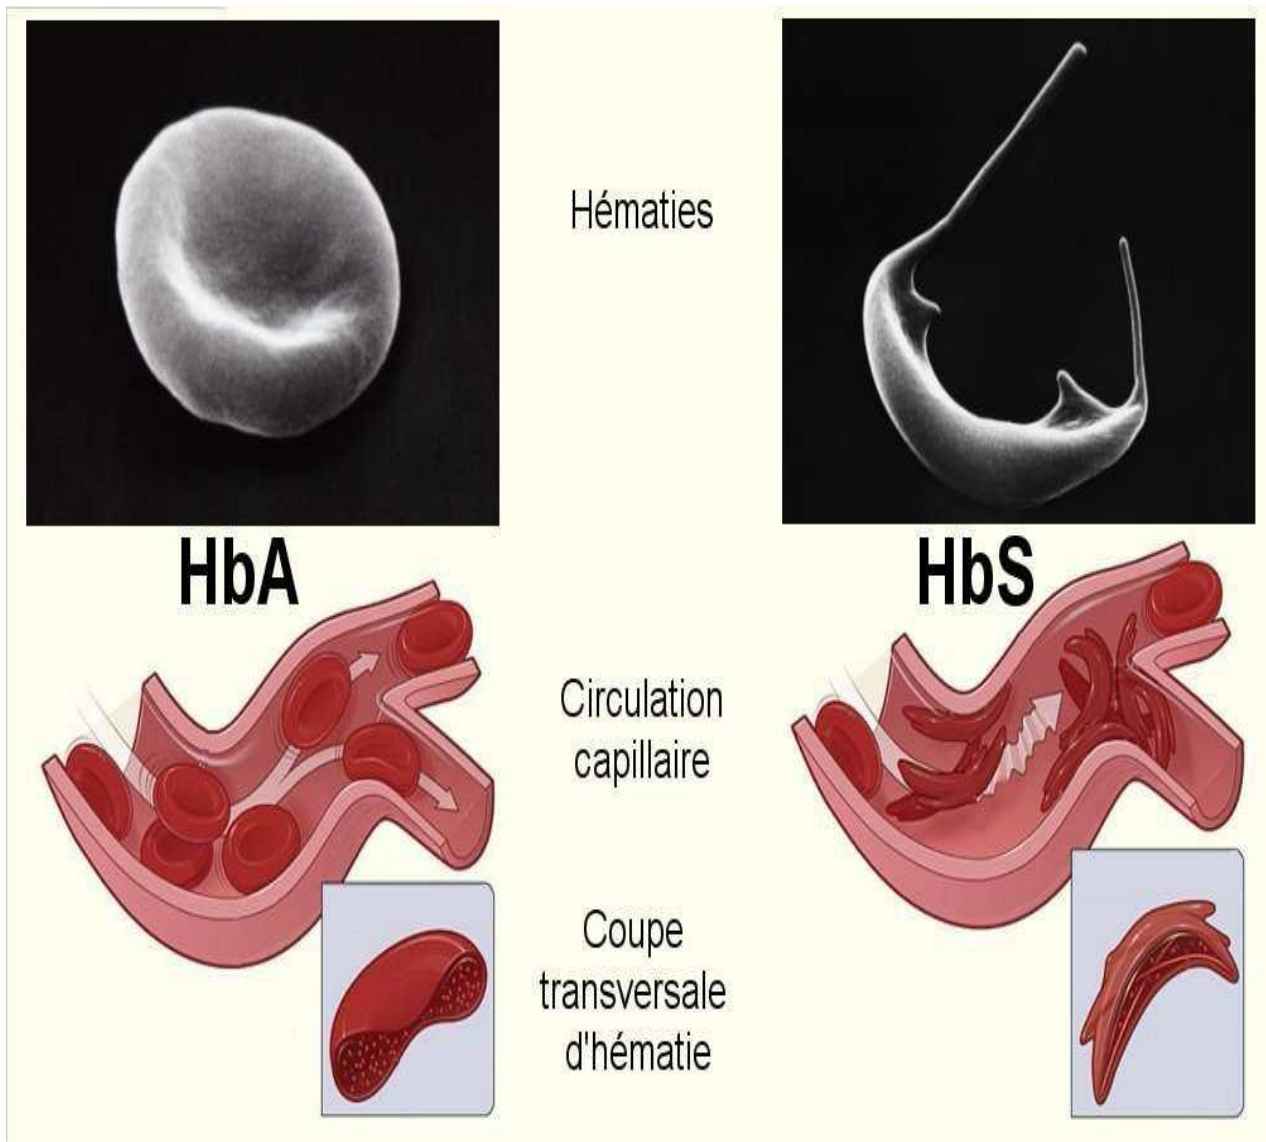 Hématies
HbA
HbS
Circulation
capillaire
Coupe
transversale
d'hématie